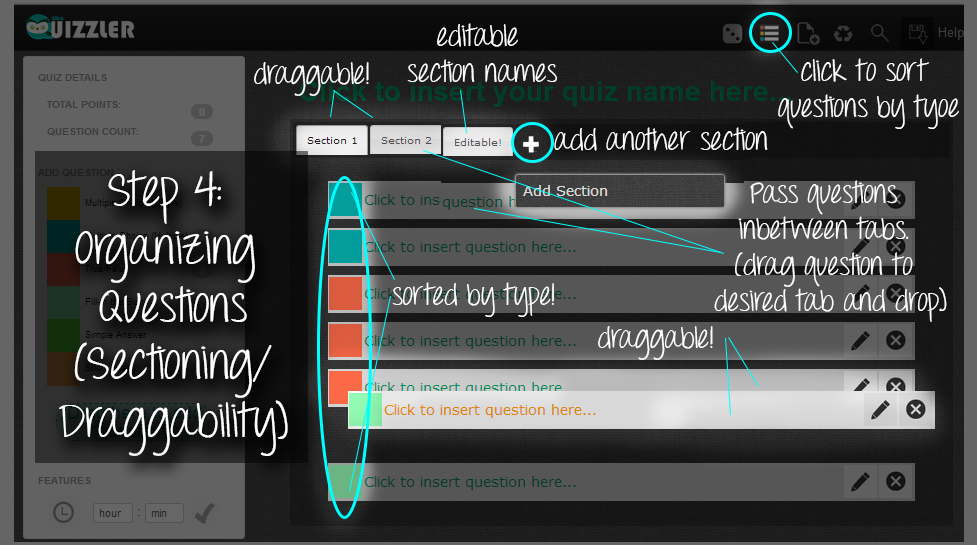 QUIZZLER
Help
editable
section names
draggable!
click to sort
questions by tyoe
Click to insert your quiz name here...
QUIZ DETAILS
TOTAL POINTS:
0
QUESTION COUNT:
7
Section 1
Section 2
Editable!
add another section
Add Section
ADD QUESTION
Step 4:
Organizing
Questions
(Sectioning/
Draggability)
Multiple
True/False
Simple Answer
Click to ins
question h
Pass questions
inbetween tabs.
(drag question to
desired tab and drop)
Click to insert question here...
Click to insert question here...
sorted by type!
draggable!
Click to insert question here...
Click to insert question here
Click to insert question here...
Click to insert question here...
FEATURES
hour : min